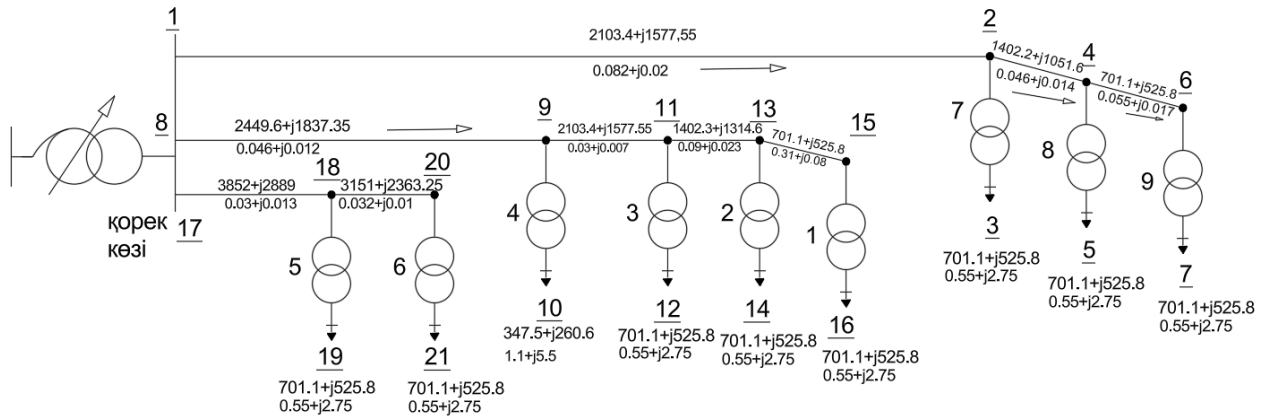 1
2103.4+j1577,55
0.082+j0.02
2
1402.2+j1051.6
0.046+j0.014
4
701.1+j525.8
0.055+j0.017
6
7
8
9
3
701.1+j525.8
0.55+j2.75
5
701.1+j525.8
0.55+j2.75
7
701.1+j525.8
0.55+j2.75
8
2449.6+j1837.35
0.046+j0.012
9
2103.4+j1577.55
0.03+j0.007
11
1402.3+j1314.6
0.09+j0.023
13
701.1+j525.8
0.31+j0.08
15
4
3
2
1
10
347.5+j260.6
1.1+j5.5
12
701.1+j525.8
0.55+j2.75
14
701.1+j525.8
0.55+j2.75
16
701.1+j525.8
0.55+j2.75
қорек
көзі
17
3852+j2889
0.03+j0.013
18
3151+j2363.25
0.032+j0.01
20
5
6
19
701.1+j525.8
0.55+j2.75
21
701.1+j525.8
0.55+j2.75